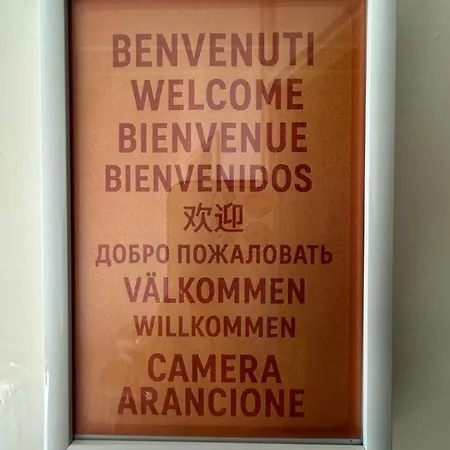 BENVENUTI
WELCOME
BIENVENUE
BIENVENIDOS
欢迎
ДОБРО ПОЖАЛОВАТЬ
VÄLKOMMEN
WILLKOMMEN
CAMERA
ARANCIONE